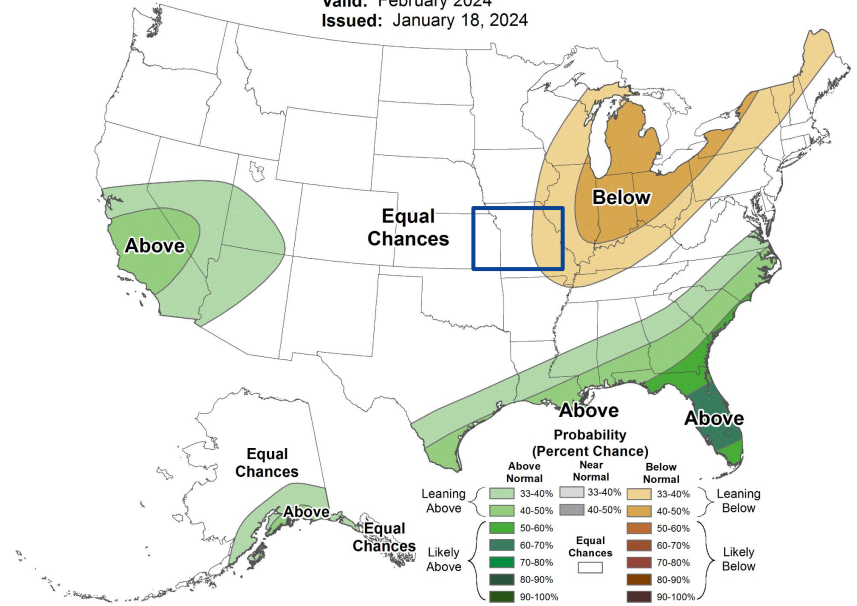 Valid: February 2024
Issued: January 18, 2024
Above
Equal
Chances
Below
Above
Above
Equal
Chances
Above
Equal
Chances
Probability
(Percent Chance)
Above
Normal
Near
Normal
Below
Normal
Leaning
Above
33-40%
33-40%
33-40%
Leaning
Below
40-50%
40-50%
40-50%
Likely
Above
50-60%
Equal
Chances
50-60%
Likely
Below
60-70%
60-70%
70-80%
70-80%
80-90%
80-90%
90-100%
90-100%